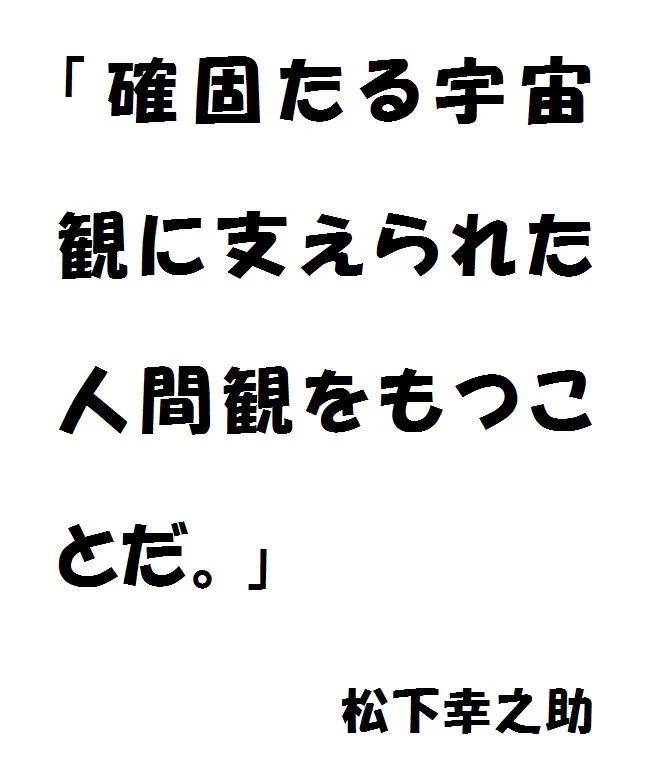 「確固たる宇宙
観に支えられた
人間観をもつこ
とだ。」
松下幸之助